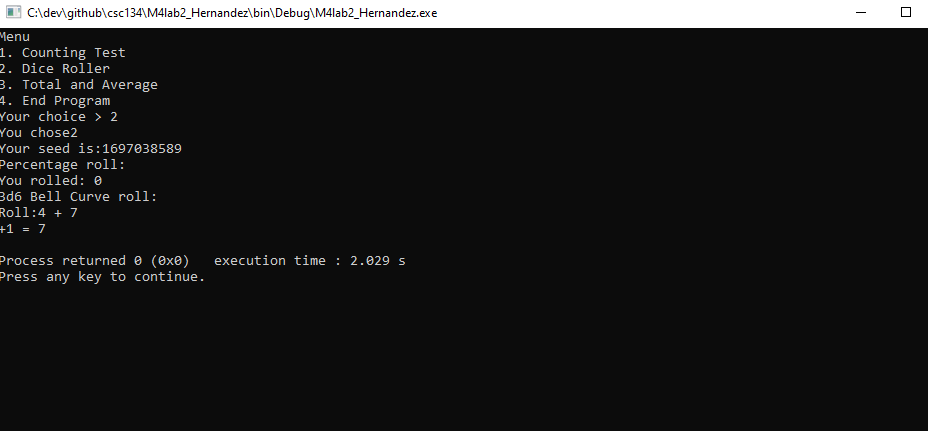 C:\dev\github\csc134\M4lab2_Hernandez\bin\Debug\M4lab2_Hernandez.exe
Menu
1. Counting Test
2. Dice Roller
3. Total and Average
4. End Program
Your choice > 2
You chose2
Your seed is:1697038589
Percentage roll:
You rolled: 0
3d6 Bell Curve roll:
Roll:4 + 7
+1 = 7
Process returned 0 (0x0)   execution time : 2.029 s
Press any key to continue.